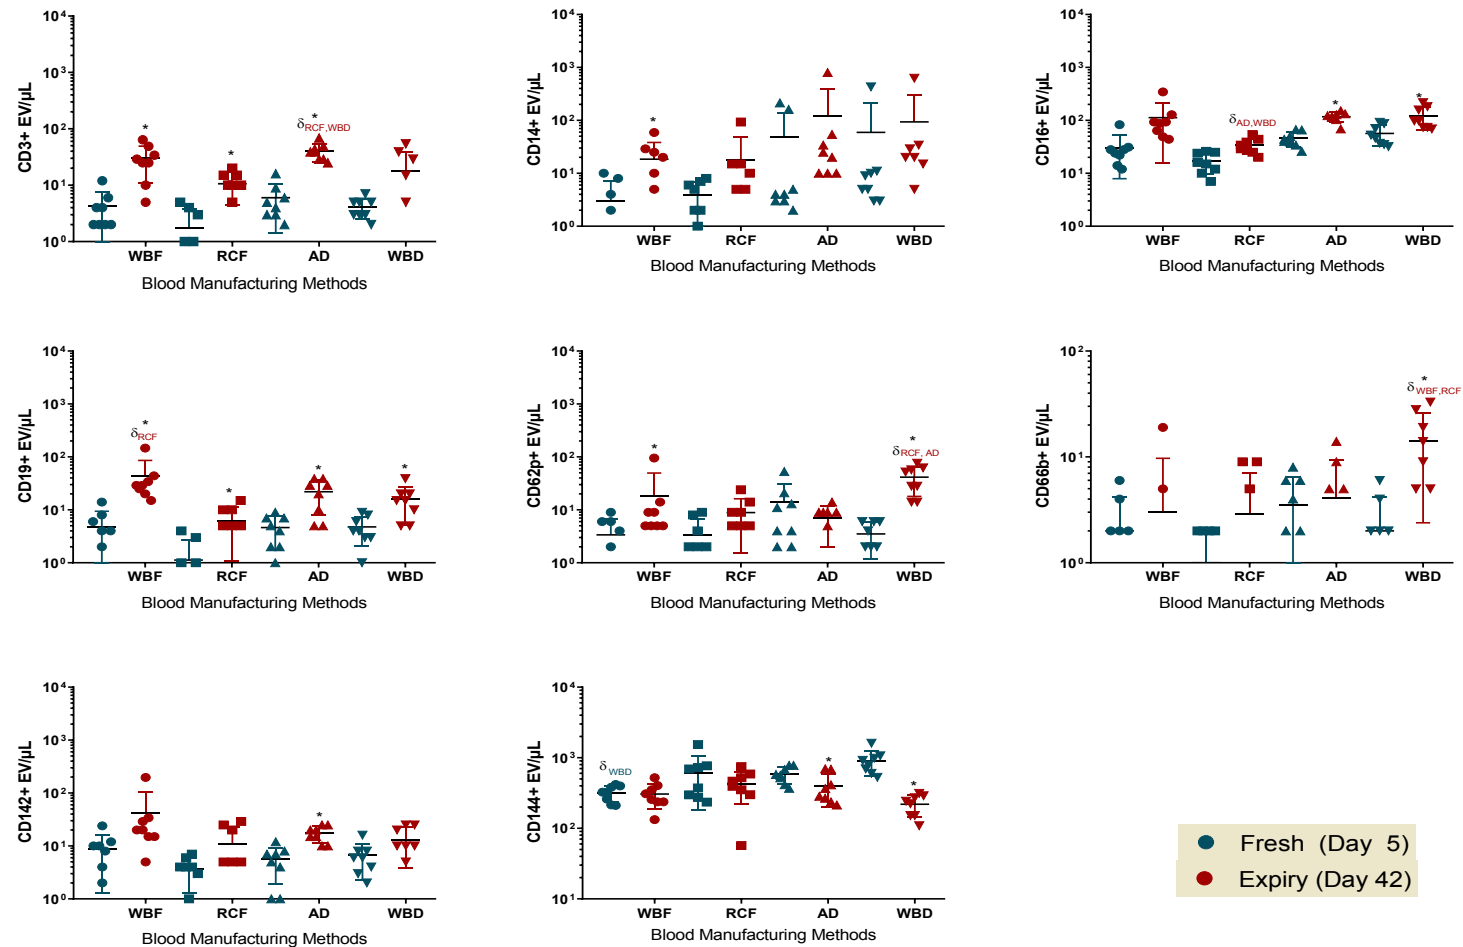 CD3+ EV/µL
10⁴
10³
10²
10¹
10⁰
*
*
*
δRCF,WBD
WBF RCF AD WBD
Blood Manufacturing Methods
CD14+ EV/µL
10⁴
10³
10²
10¹
10⁰
*
WBF RCF AD WBD
Blood Manufacturing Methods
CD16+ EV/µL
10⁴
10³
10²
10¹
10⁰
δAD,WBD
*
*
WBF RCF AD WBD
Blood Manufacturing Methods
CD19+ EV/µL
10⁴
10³
10²
10¹
10⁰
*
δRCF
*
*
*
WBF RCF AD WBD
Blood Manufacturing Methods
CD62p+ EV/µL
10⁴
10³
10²
10¹
10⁰
*
*
δRCF, AD
WBF RCF AD WBD
Blood Manufacturing Methods
CD66b+ EV/µL
10²
10¹
10⁰
*
δWBF,RCF
WBF RCF AD WBD
Blood Manufacturing Methods
CD142+ EV/µL
10⁴
10³
10²
10¹
10⁰
*
WBF RCF AD WBD
Blood Manufacturing Methods
CD144+ EV/µL
10⁴
10³
10²
10¹
δWBD
*
*
WBF RCF AD WBD
Blood Manufacturing Methods
Fresh (Day 5)
Expiry (Day 42)